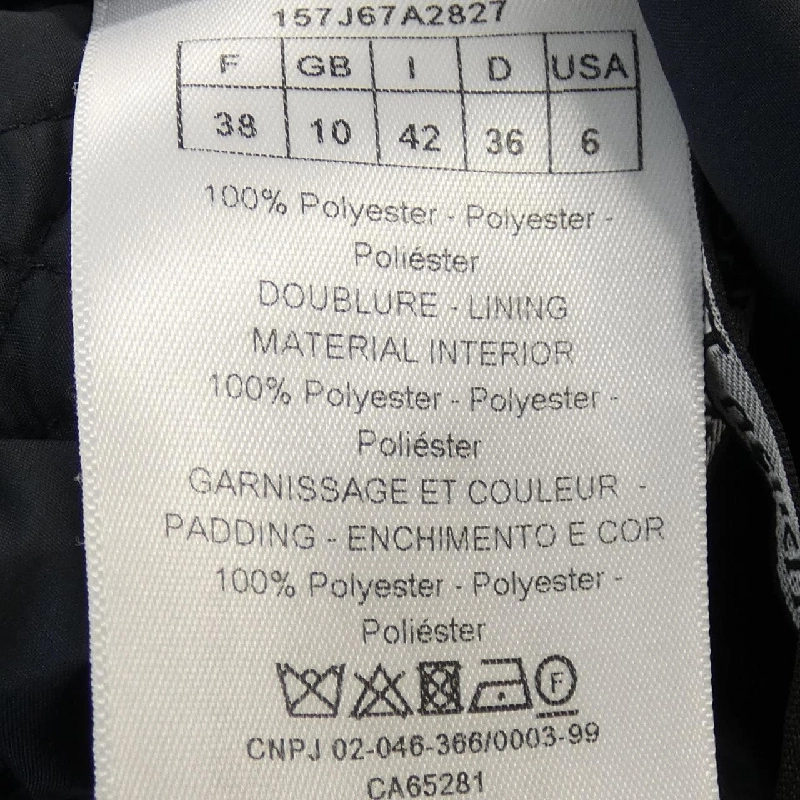 157J67A2827
F GB I D USA
38 10 42 36 6
100% Polyester - Polyester -
Poliéster
DOUBLURE - LINING
MATERIAL INTERIOR
100% Polyester - Polyester -
Poliéster
GARNISSAGE ET COULEUR -
PADDING - ENCHIMENTO E COR
100% Polyester - Polyester -
Poliéster
F
CNPJ 02-046-366/0003-99
CA65281